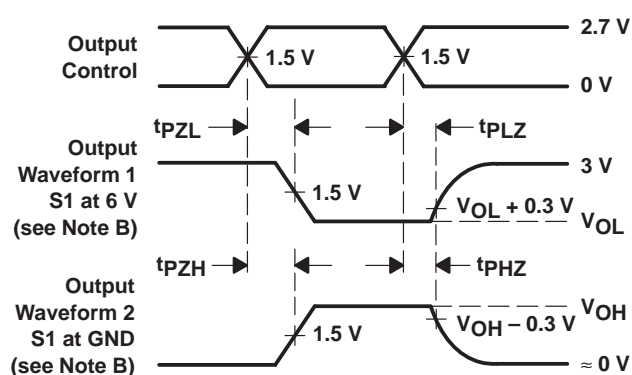 2.7 V
Output
Control
1.5 V
1.5 V
0 V
tPZL
tPLZ
Output
Waveform 1
S1 at 6 V
(see Note B)
3 V
1.5 V
VOL + 0.3 V
VOL
tPZH
tPHZ
Output
Waveform 2
S1 at GND
(see Note B)
VOH
1.5 V
VOH − 0.3 V
≈ 0 V